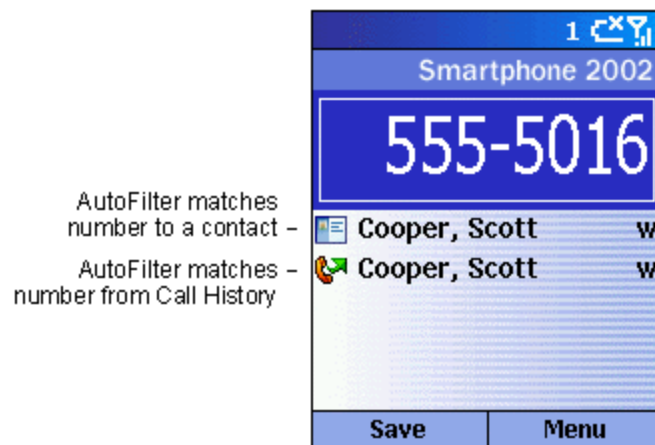 1
Smartphone 2002
555-5016
AutoFilter matches
number to a contact –
Cooper, Scott w
AutoFilter matches –
number from Call History
Cooper, Scott w
Save Menu